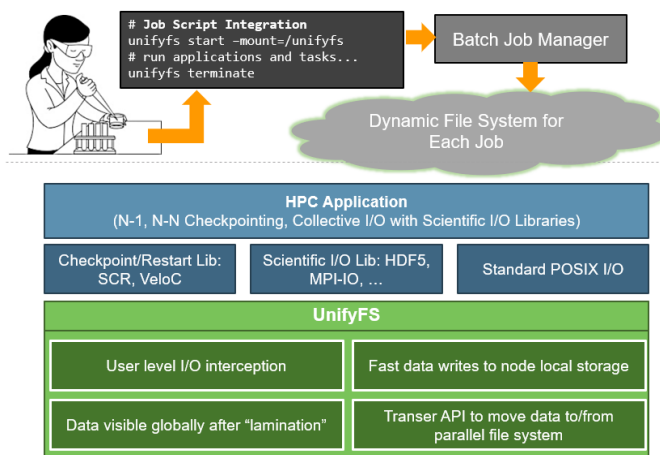 # Job Script Integration
unifyfs start –mount=/unifyfs
# run applications and tasks...
unifyfs terminate
Batch Job Manager
Dynamic File System for
Each Job
HPC Application
(N-1, N-N Checkpointing, Collective I/O with Scientific I/O Libraries)
Checkpoint/Restart Lib:
SCR, VeloC
Scientific I/O Lib: HDF5,
MPI-IO, …
Standard POSIX I/O
UnifyFS
User level I/O interception
Fast data writes to node local storage
Data visible globally after “lamination”
Transer API to move data to/from
parallel file system